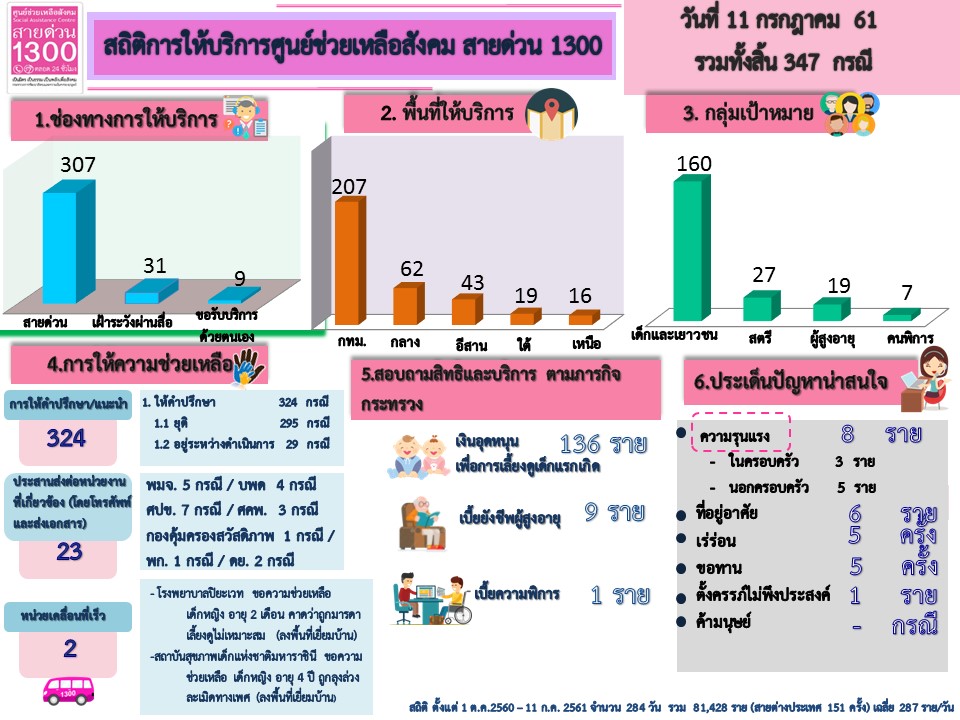 ศูนย์ช่วยเหลือสังคม
Social Assistance Center
สายด่วน
1300
ตลอด 24 ชั่วโมง
สถิติการให้บริการศูนย์ช่วยเหลือสังคม สายด่วน 1300
วันที่ 11 กรกฎาคม 61
รวมทั้งสิ้น 347 กรณี
1.ช่องทางการให้บริการ
307
31
9
สายด่วน
เฝ้าระวังผ่านสื่อ
ขอรับบริการ
ด้วยตนเอง
2. พื้นที่ให้บริการ
207
62
43
19
16
กทม.
กลาง
อีสาน
ใต้
เหนือ
3. กลุ่มเป้าหมาย
160
27
19
7
เด็กและเยาวชน
สตรี
ผู้สูงอายุ
คนพิการ
4.การให้ความช่วยเหลือ
การให้คำปรึกษา/แนะนำ
324
1. ให้คำปรึกษา 324 กรณี
1.1 ยุติ 295 กรณี
1.2 อยู่ระหว่างดำเนินการ 29 กรณี
ประสานส่งต่อหน่วยงาน
ที่เกี่ยวข้อง (โดยโทรศัพท์
และส่งเอกสาร)
23
พมจ. 5 กรณี / บพด 4 กรณี
ศปข. 7 กรณี / ศคพ. 3 กรณี
กองคุ้มครองสวัสดิภาพ 1 กรณี /
พก. 1 กรณี / ดย. 2 กรณี
หน่วยเคลื่อนที่เร็ว
2
1300
- โรงพยาบาลปิยะเวท ขอความช่วยเหลือ
เด็กหญิง อายุ 2 เดือน คาดว่าถูกมารดา
เลี้ยงดูไม่เหมาะสม (ลงพื้นที่เยี่ยมบ้าน)
-สถาบันสุขภาพเด็กแห่งชาติมหาราชินี ขอความ
ช่วยเหลือ เด็กหญิง อายุ 4 ปี ถูกลุงล่วง
ละเมิดทางเพศ (ลงพื้นที่เยี่ยมบ้าน)
5.สอบถามสิทธิและบริการ ตามภารกิจ
กระทรวง
เงินอุดหนุน 136 ราย
เพื่อการเลี้ยงดูเด็กแรกเกิด
เบี้ยยังชีพผู้สูงอายุ 9 ราย
เบี้ยความพิการ 1 ราย
6.ประเด็นปัญหาน่าสนใจ
ความรุนแรง 8 ราย
- ในครอบครัว 3 ราย
- นอกครอบครัว 5 ราย
ที่อยู่อาศัย 6 ราย
เร่ร่อน 5 ครั้ง
ขอทาน 5 ครั้ง
ตั้งครรภ์ไม่พึงประสงค์ 1 ราย
ค้ามนุษย์ - กรณี
สถิติ ตั้งแต่ 1 ต.ค.2560 – 11 ก.ค. 2561 จำนวน 284 วัน รวม 81,428 ราย (สายต่างประเทศ 151 ครั้ง) เฉลี่ย 287 ราย/วัน